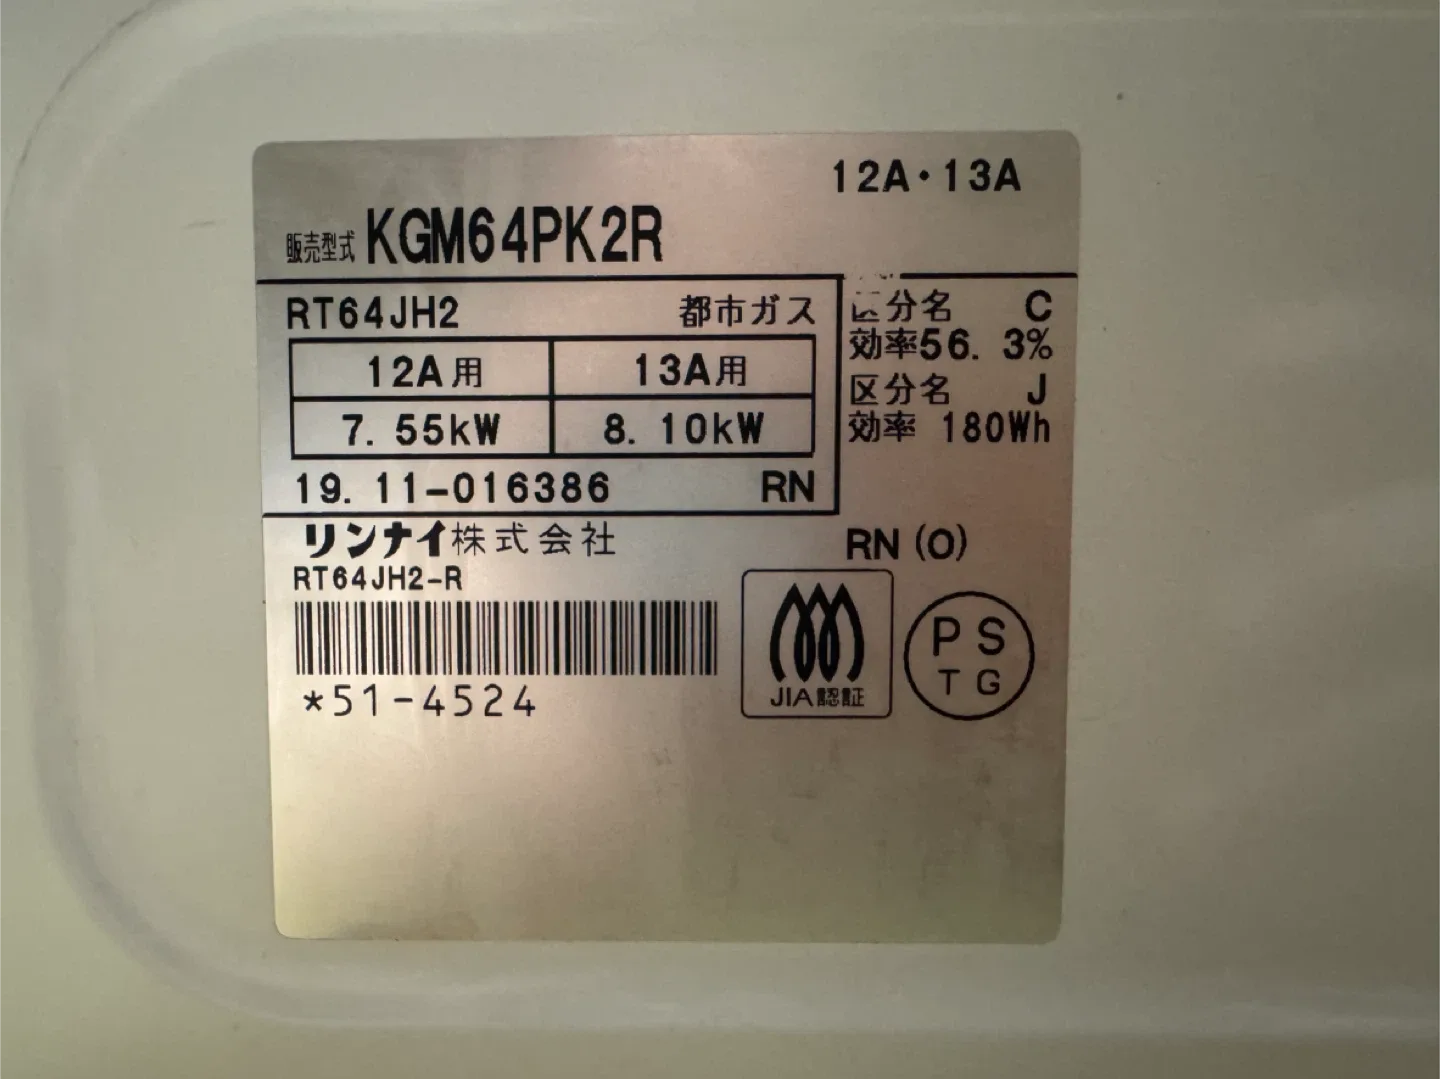 12A・13A
販売型式 KGM64PK2R
RT64JH2 都市ガス
12A用 13A用
7.55kW 8.10kW
19.11-016386 RN
区分名 C
効率56.3%
区分名 J
効率 180Wh
リンナイ株式会社
RN(O)
RT64JH2-R
*51-4524
JIA認証
PS
TG